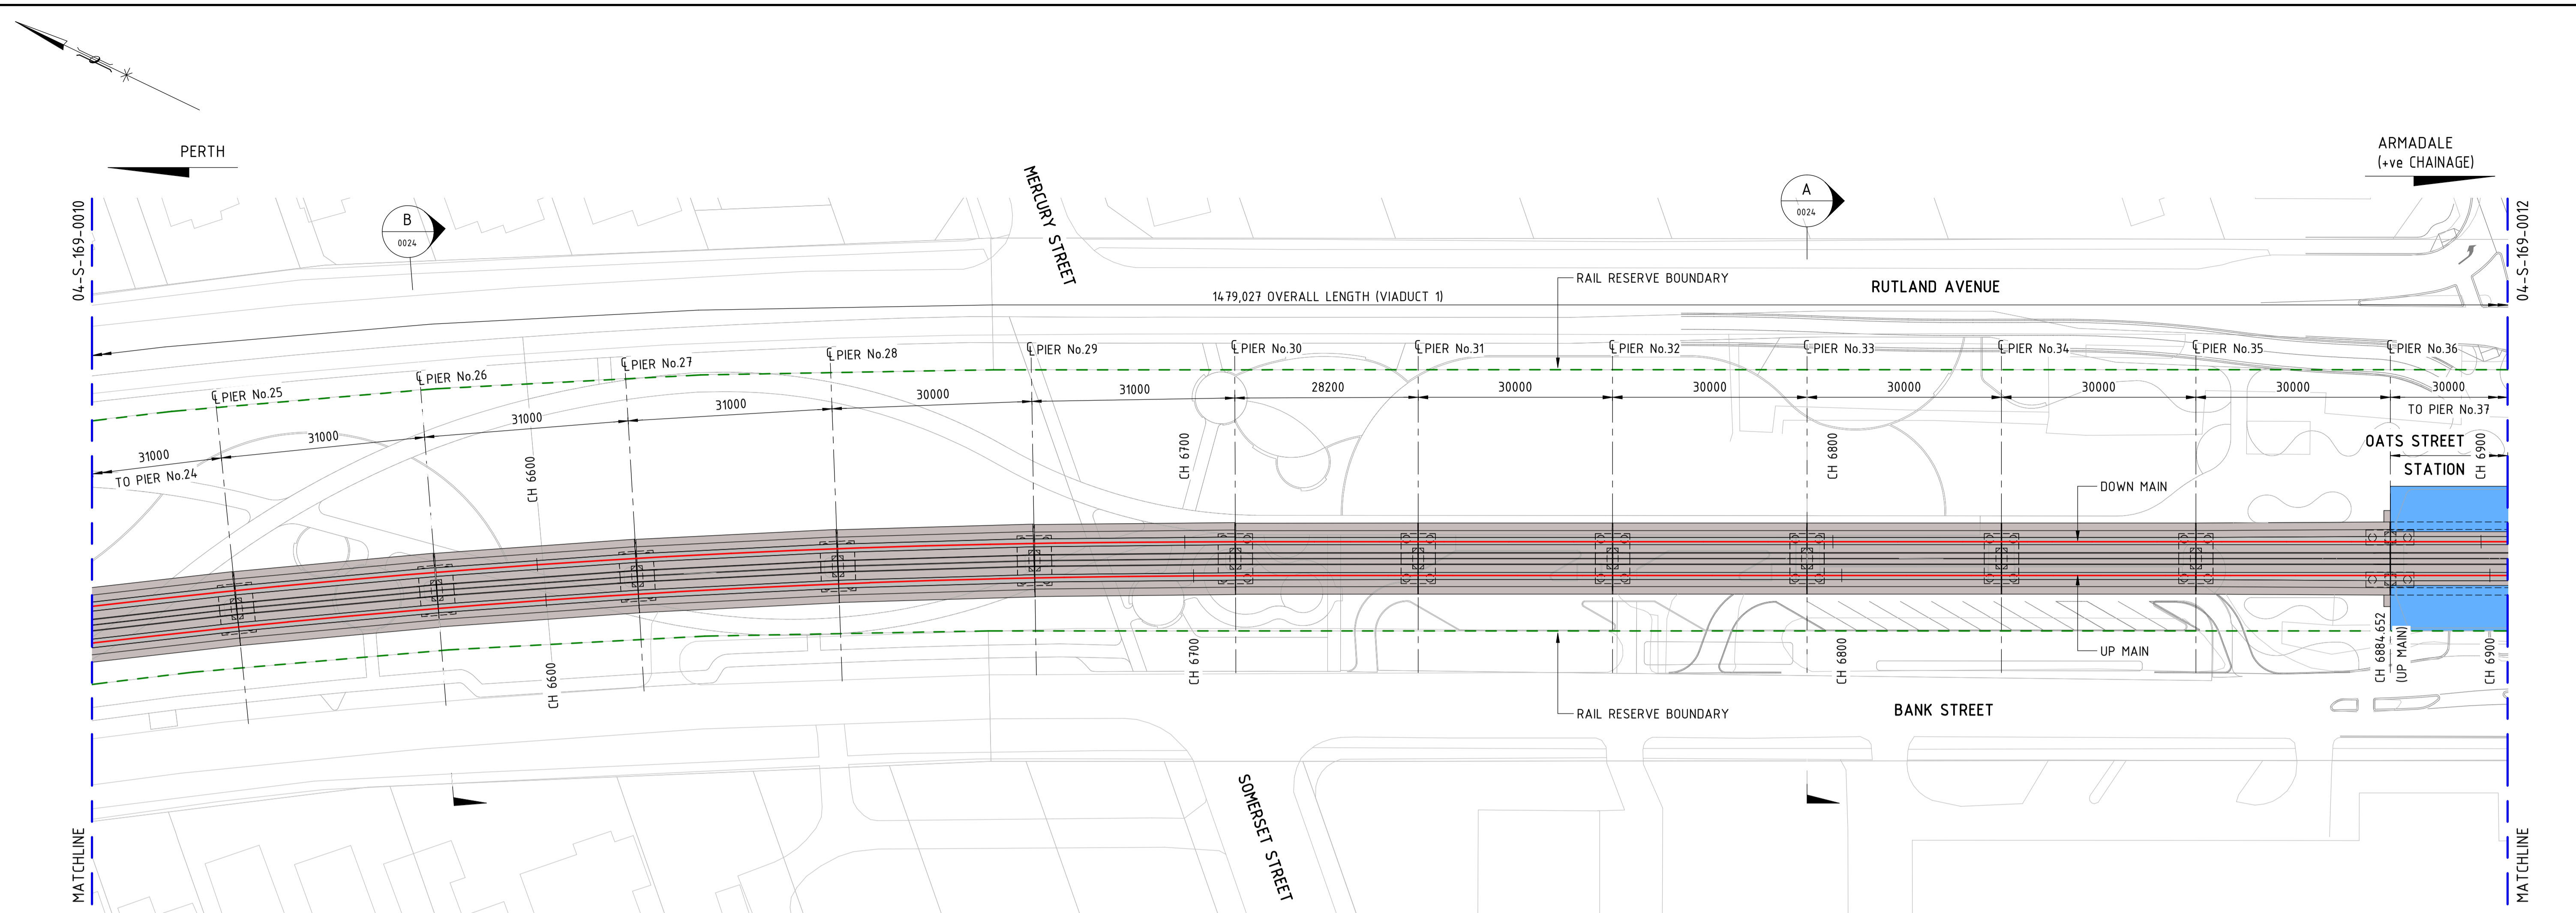 PERTH
ARMADALE
(+ve CHAINAGE)
04-S-169-0010
B
0024
MERCURY STREET
A
0024
04-S-169-0012
RAIL RESERVE BOUNDARY
RUTLAND AVENUE
1479,027 OVERALL LENGTH (VIADUCT 1)
℄ PIER No.25
℄ PIER No.26
℄ PIER No.27
℄ PIER No.28
℄ PIER No.29
℄ PIER No.30
℄ PIER No.31
℄ PIER No.32
℄ PIER No.33
℄ PIER No.34
℄ PIER No.35
℄ PIER No.36
31000
31000
31000
31000
30000
31000
28200
30000
30000
30000
30000
30000
30000
TO PIER No.24
TO PIER No.37
CH 6600
CH 6700
CH 6800
OATS STREET
STATION
CH 6900
DOWN MAIN
UP MAIN
CH 6600
CH 6700
CH 6800
CH 6884.652
(UP MAIN)
CH 6900
RAIL RESERVE BOUNDARY
BANK STREET
SOMERSET STREET
MATCHLINE
MATCHLINE